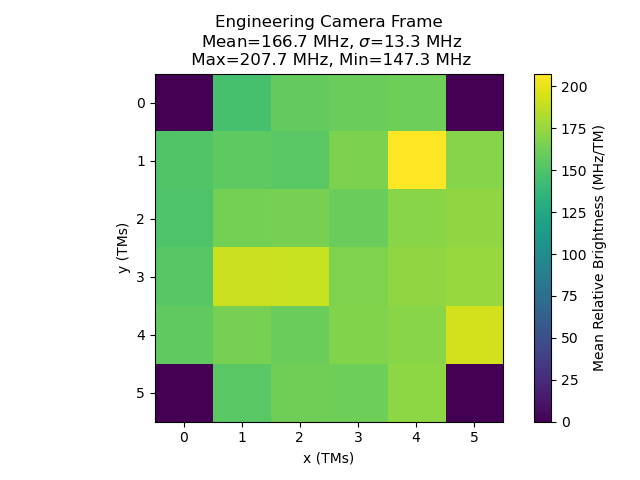 Engineering Camera Frame
Mean=166.7 MHz, σ=13.3 MHz
Max=207.7 MHz, Min=147.3 MHz
0
1
2
3
4
5
y (TMs)
0 1 2 3 4 5
x (TMs)
200
175
150
125
100
75
50
25
0
Mean Relative Brightness (MHz/TM)